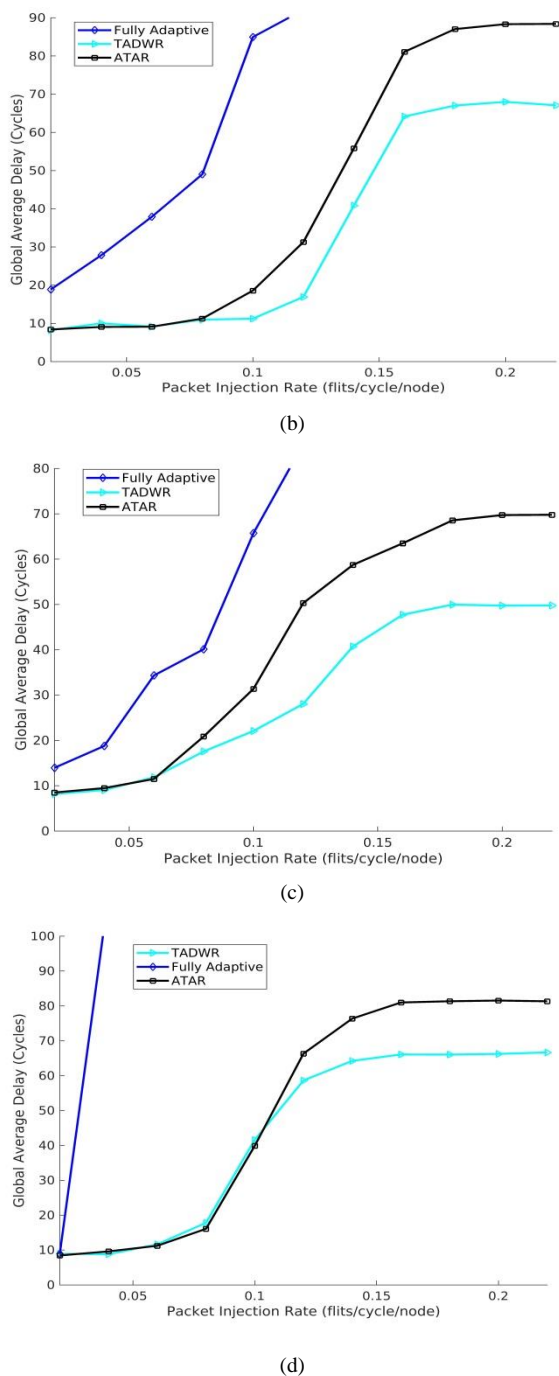 90
80
70
60
50
40
30
20
10
0
Global Average Delay (Cycles)
Fully Adaptive
TADWR
ATAR
0.05 0.1 0.15 0.2
Packet Injection Rate (flits/cycle/node)
(b)
80
70
60
50
40
30
20
10
0
Global Average Delay (Cycles)
Fully Adaptive
TADWR
ATAR
0.05 0.1 0.15 0.2
Packet Injection Rate (flits/cycle/node)
(c)
100
90
80
70
60
50
40
30
20
10
0
Global Average Delay (Cycles)
TADWR
Fully Adaptive
ATAR
0.05 0.1 0.15 0.2
Packet Injection Rate (flits/cycle/node)
(d)